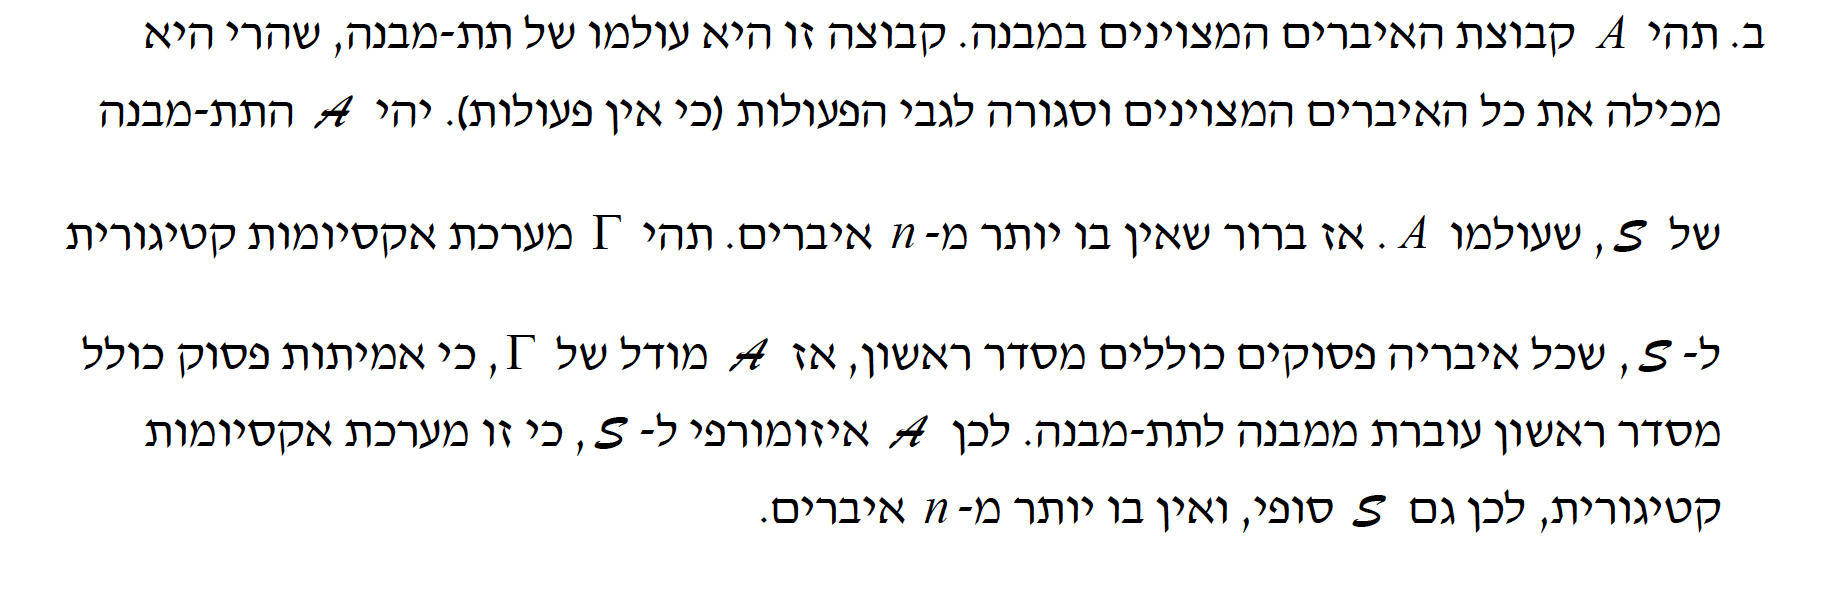 ב. תהי A קבוצת האיברים המצוינים במבנה. קבוצה זו היא עולמו של תת-מבנה, שהרי היא
מכילה את כל האיברים המצוינים וסגורה לגבי הפעולות (כי אין פעולות). יהי 𝓐 התת-מבנה
של 𝓢, שעולמו A. אז ברור שאין בו יותר מ-n איברים. תהי Γ מערכת אקסיומות קטיגורית
ל-𝓢, שכל איבריה פסוקים כוללים מסדר ראשון, אז 𝓐 מודל של Γ, כי אמיתות פסוק כולל
מסדר ראשון עוברת ממבנה לתת-מבנה. לכן 𝓐 איזומורפי ל-𝓢, כי זו מערכת אקסיומות
קטיגורית, לכן גם 𝓢 סופי, ואין בו יותר מ-n איברים.